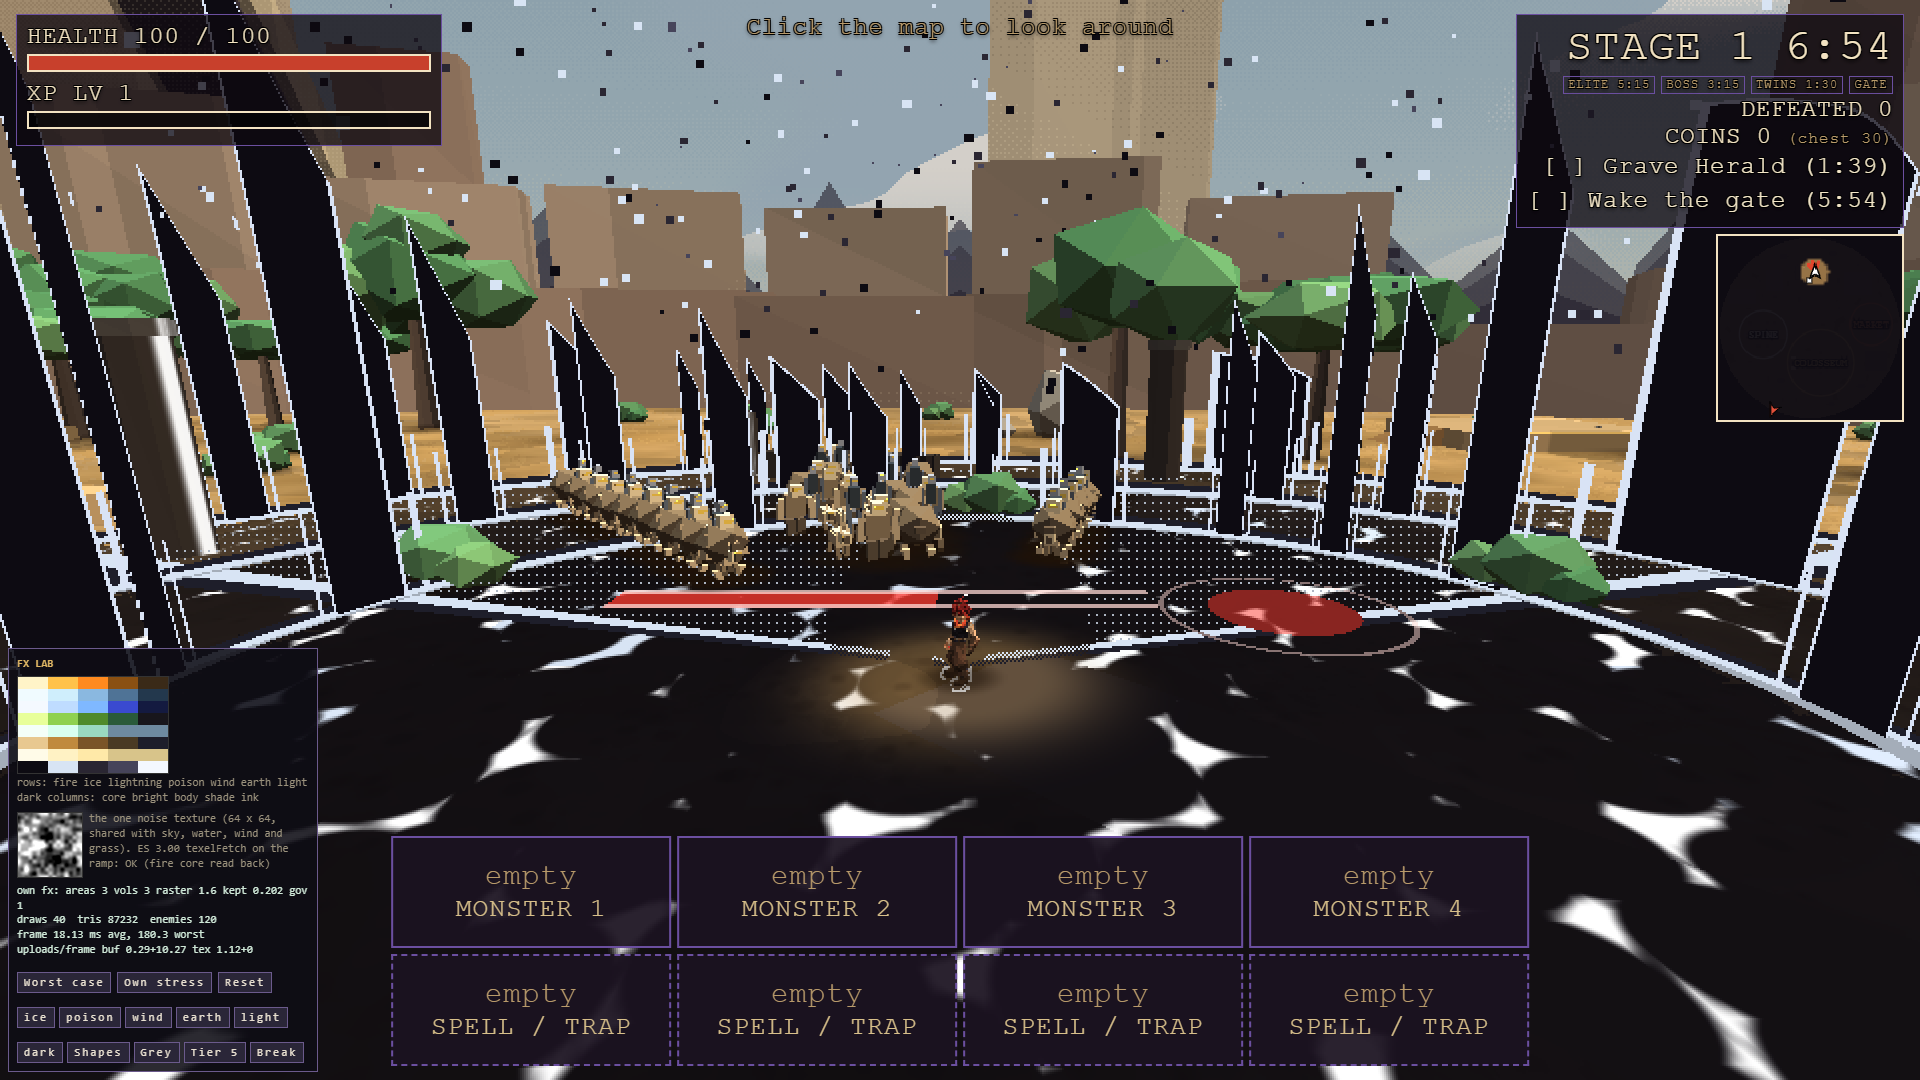 HEALTH 100 / 100
XP LV 1
Click the map to look around
STAGE 1 6:54
ELITE 5:15 BOSS 3:15 TWINS 1:30 GATE
DEFEATED 0
COINS 0 (chest 30)
[ ] Grave Herald (1:39)
[ ] Wake the gate (5:54)
FX LAB
rows: fire ice lightning poison wind earth light
dark columns: core bright body shade ink
the one noise texture (64 x 64,
shared with sky, water, wind and
grass). ES 3.00 texelFetch on the
ramp: OK (fire core read back)
own fx: areas 3 vols 3 raster 1.6 kept 0.202 gov
1
draws 40 tris 87232 enemies 120
frame 18.13 ms avg, 180.3 worst
uploads/frame buf 0.29+10.27 tex 1.12+0
Worst case Own stress Reset
ice poison wind earth light
dark Shapes Grey Tier 5 Break
empty
MONSTER 1
empty
MONSTER 2
empty
MONSTER 3
empty
MONSTER 4
empty
SPELL / TRAP
empty
SPELL / TRAP
empty
SPELL / TRAP
empty
SPELL / TRAP